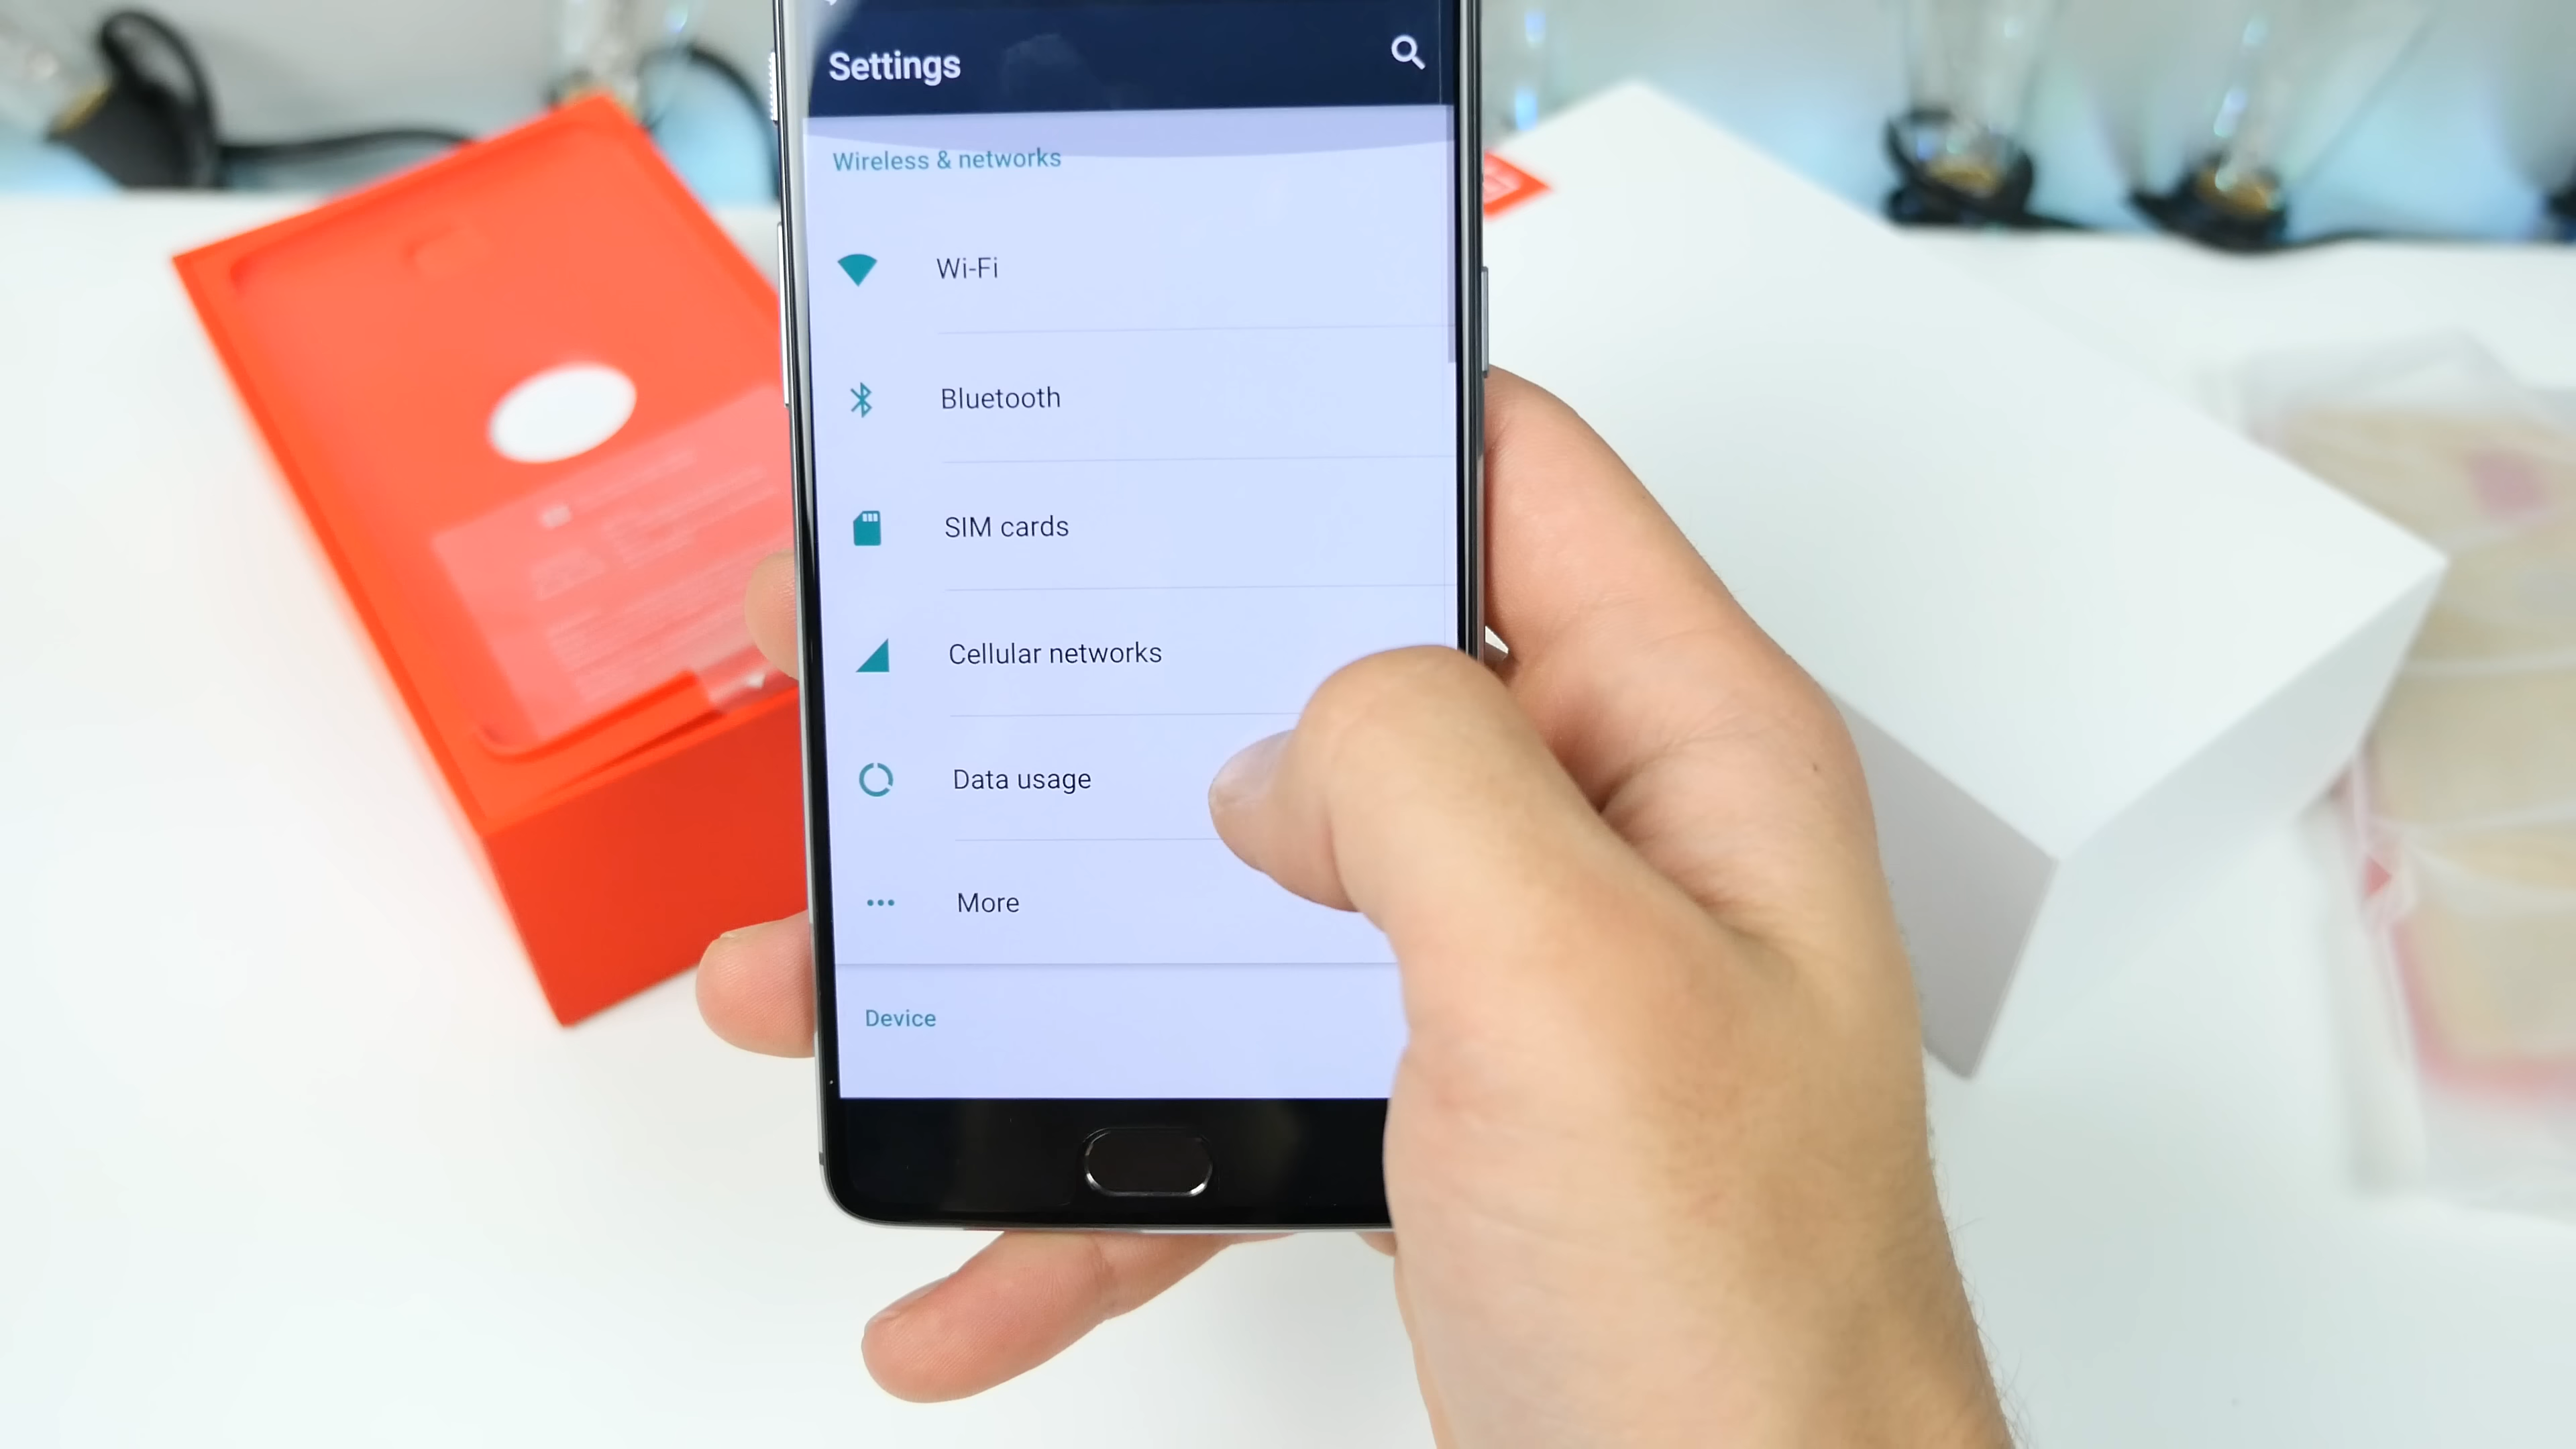 Settings
Wireless & networks
Wi-Fi
Bluetooth
SIM cards
Cellular networks
Data usage
More
Device